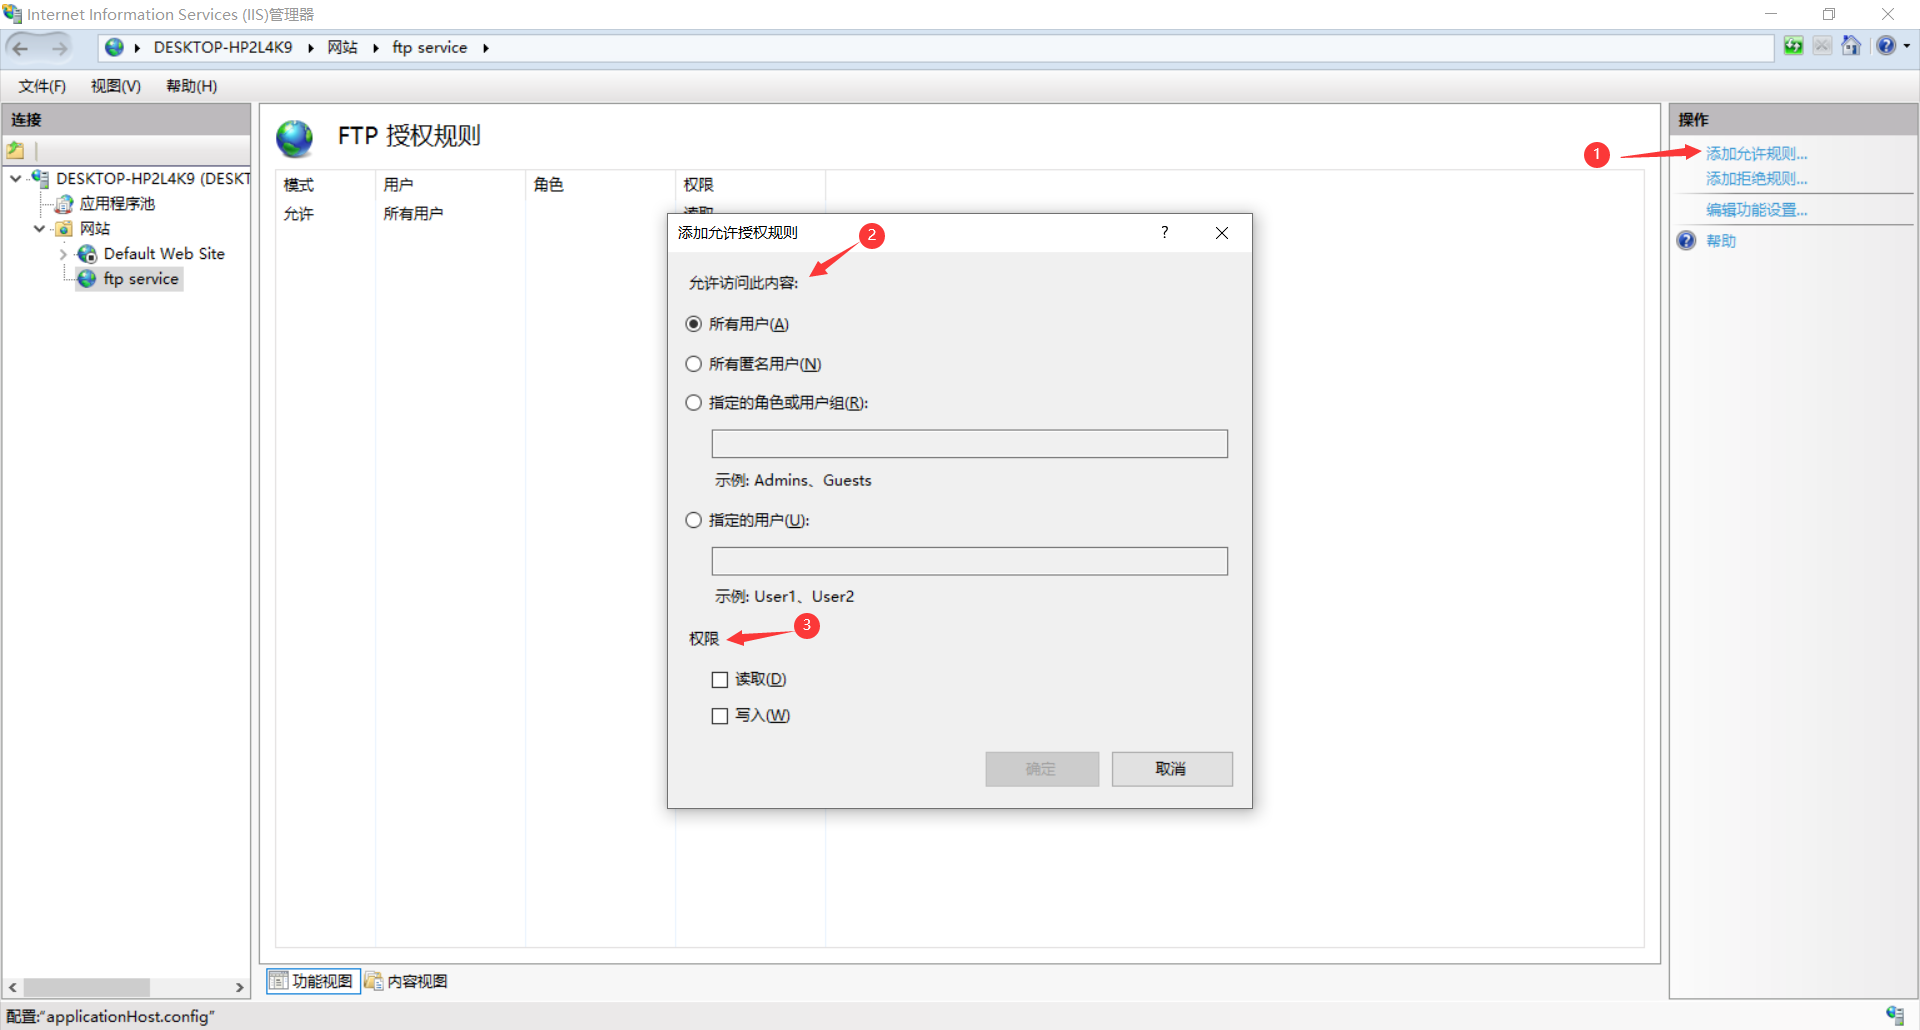 Internet Information Services (IIS)管理器
DESKTOP-HP2L4K9 网站 ftp service
文件(F) 视图(V) 帮助(H)
连接
DESKTOP-HP2L4K9 (DESKT
应用程序池
网站
Default Web Site
ftp service
FTP 授权规则
模式 用户 角色 权限
允许 所有用户 读取
添加允许授权规则 ?
2
允许访问此内容:
所有用户(A)
所有匿名用户(N)
指定的角色或用户组(R):
示例: Admins、Guests
指定的用户(U):
示例: User1、User2
权限
3
读取(D)
写入(W)
确定 取消
功能视图 内容视图
操作
1
添加允许规则...
添加拒绝规则...
编辑功能设置...
帮助
配置:“applicationHost.config”